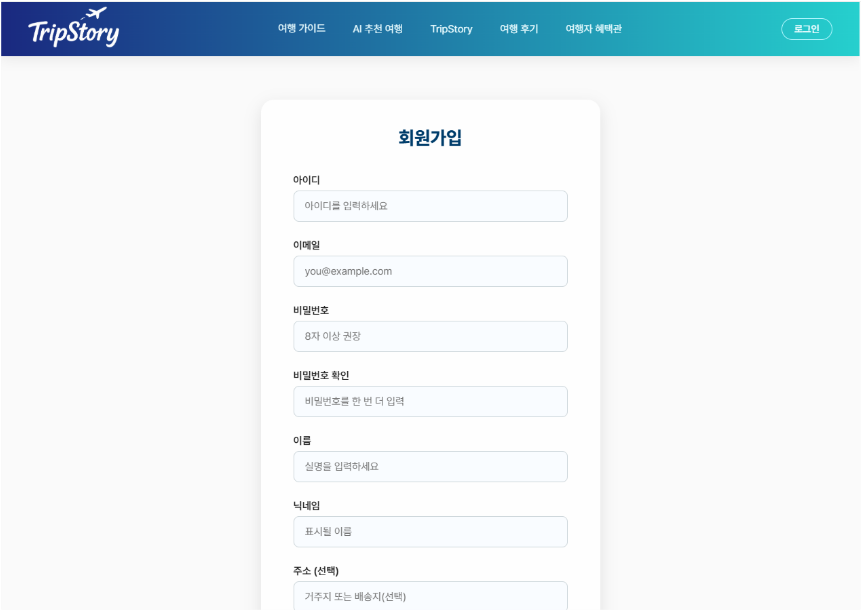 TripStory
여행 가이드
AI 추천 여행
TripStory
여행 후기
여행자 혜택관
로그인
회원가입
아이디
아이디를 입력하세요
이메일
you@example.com
비밀번호
8자 이상 권장
비밀번호 확인
비밀번호를 한 번 더 입력
이름
실명을 입력하세요
닉네임
표시될 이름
주소 (선택)
거주지 또는 배송지(선택)